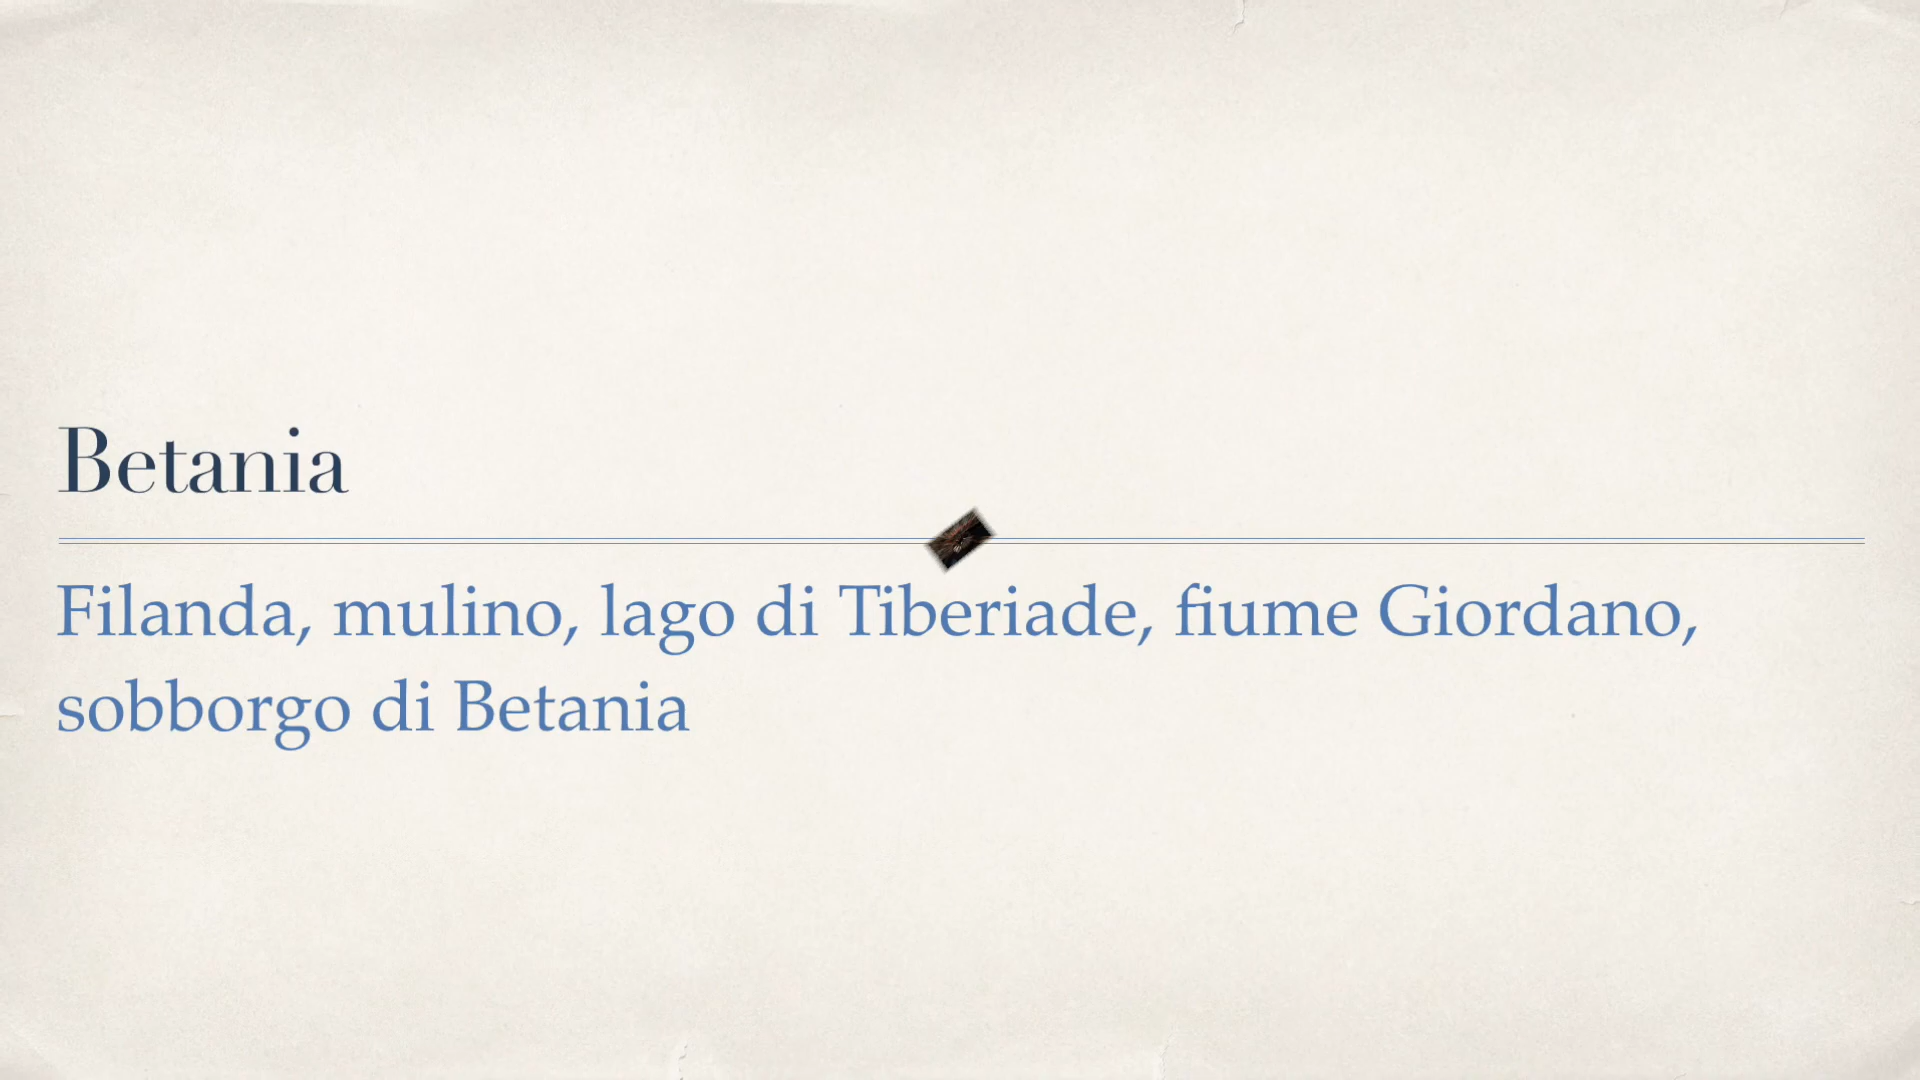 Betania
Filanda, mulino, lago di Tiberiade, fiume Giordano,
sobborgo di Betania